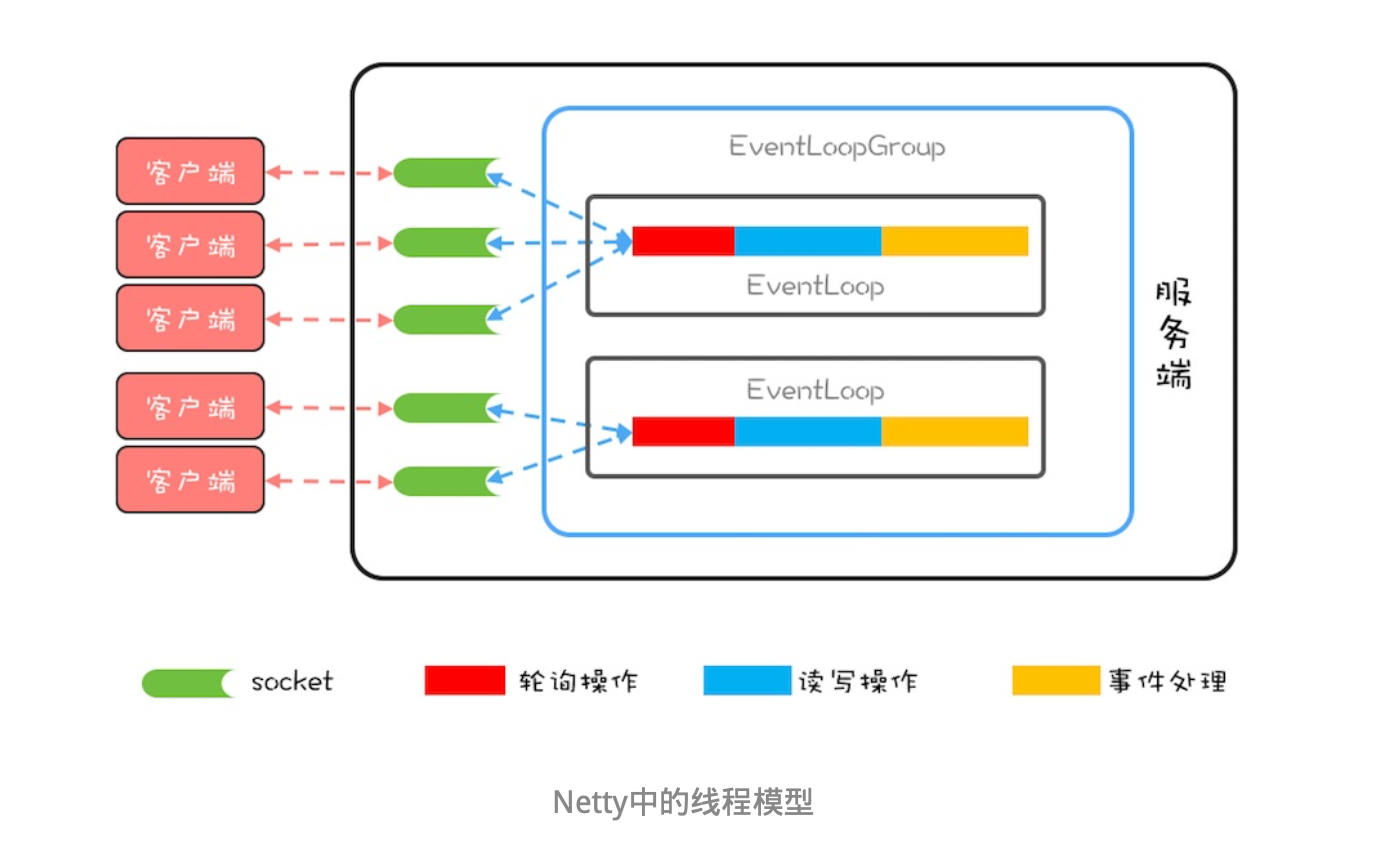 EventLoopGroup
客户端
客户端
客户端
客户端
客户端
EventLoop
EventLoop
服务端
socket
轮询操作
读写操作
事件处理
Netty中的线程模型